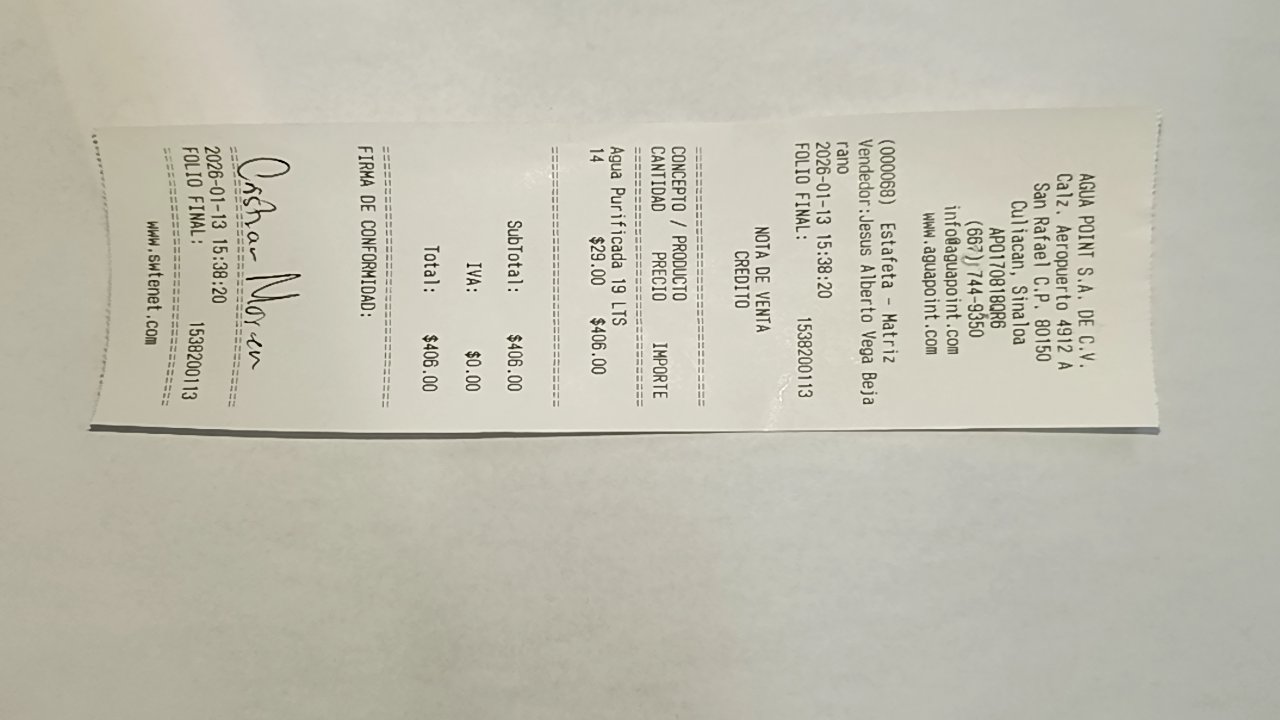 AGUA POINT S.A. DE C.V.
Calz. Aeropuerto 4912 A
San Rafael C.P. 80150
Culiacan, Sinaloa
APO170818QR6
(667) 744-9350
info@aguapoint.com
www.aguapoint.com
(000068) Estafeta - Matriz
Vendedor:Jesus Alberto Vega Beja
rano
2026-01-13 15:38:20
FOLIO FINAL: 1538200113
NOTA DE VENTA
CREDITO
================================
CONCEPTO / PRODUCTO
CANTIDAD PRECIO IMPORTE
================================
Agua Purificada 19 LTS
14 $29.00 $406.00
================================
SubTotal: $406.00
IVA: $0.00
Total: $406.00
================================
FIRMA DE CONFORMIDAD:
Cristian Moran
================================
2026-01-13 15:38:20
FOLIO FINAL: 1538200113
================================
www.swtenet.com